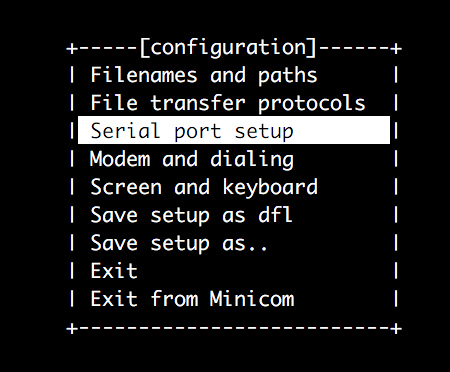 +-----[configuration]------+
| Filenames and paths      |
| File transfer protocols  |
| Serial port setup        |
| Modem and dialing        |
| Screen and keyboard      |
| Save setup as dfl        |
| Save setup as..          |
| Exit                     |
| Exit from Minicom        |
+--------------------------+